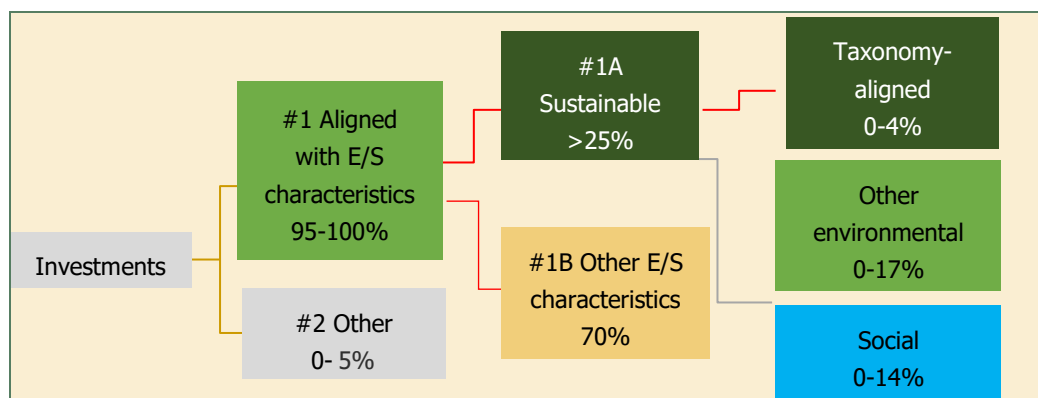 Investments
#1 Aligned
with E/S
characteristics
95-100%
#2 Other
0- 5%
#1A
Sustainable
>25%
#1B Other E/S
characteristics
70%
Taxonomy-
aligned
0-4%
Other
environmental
0-17%
Social
0-14%